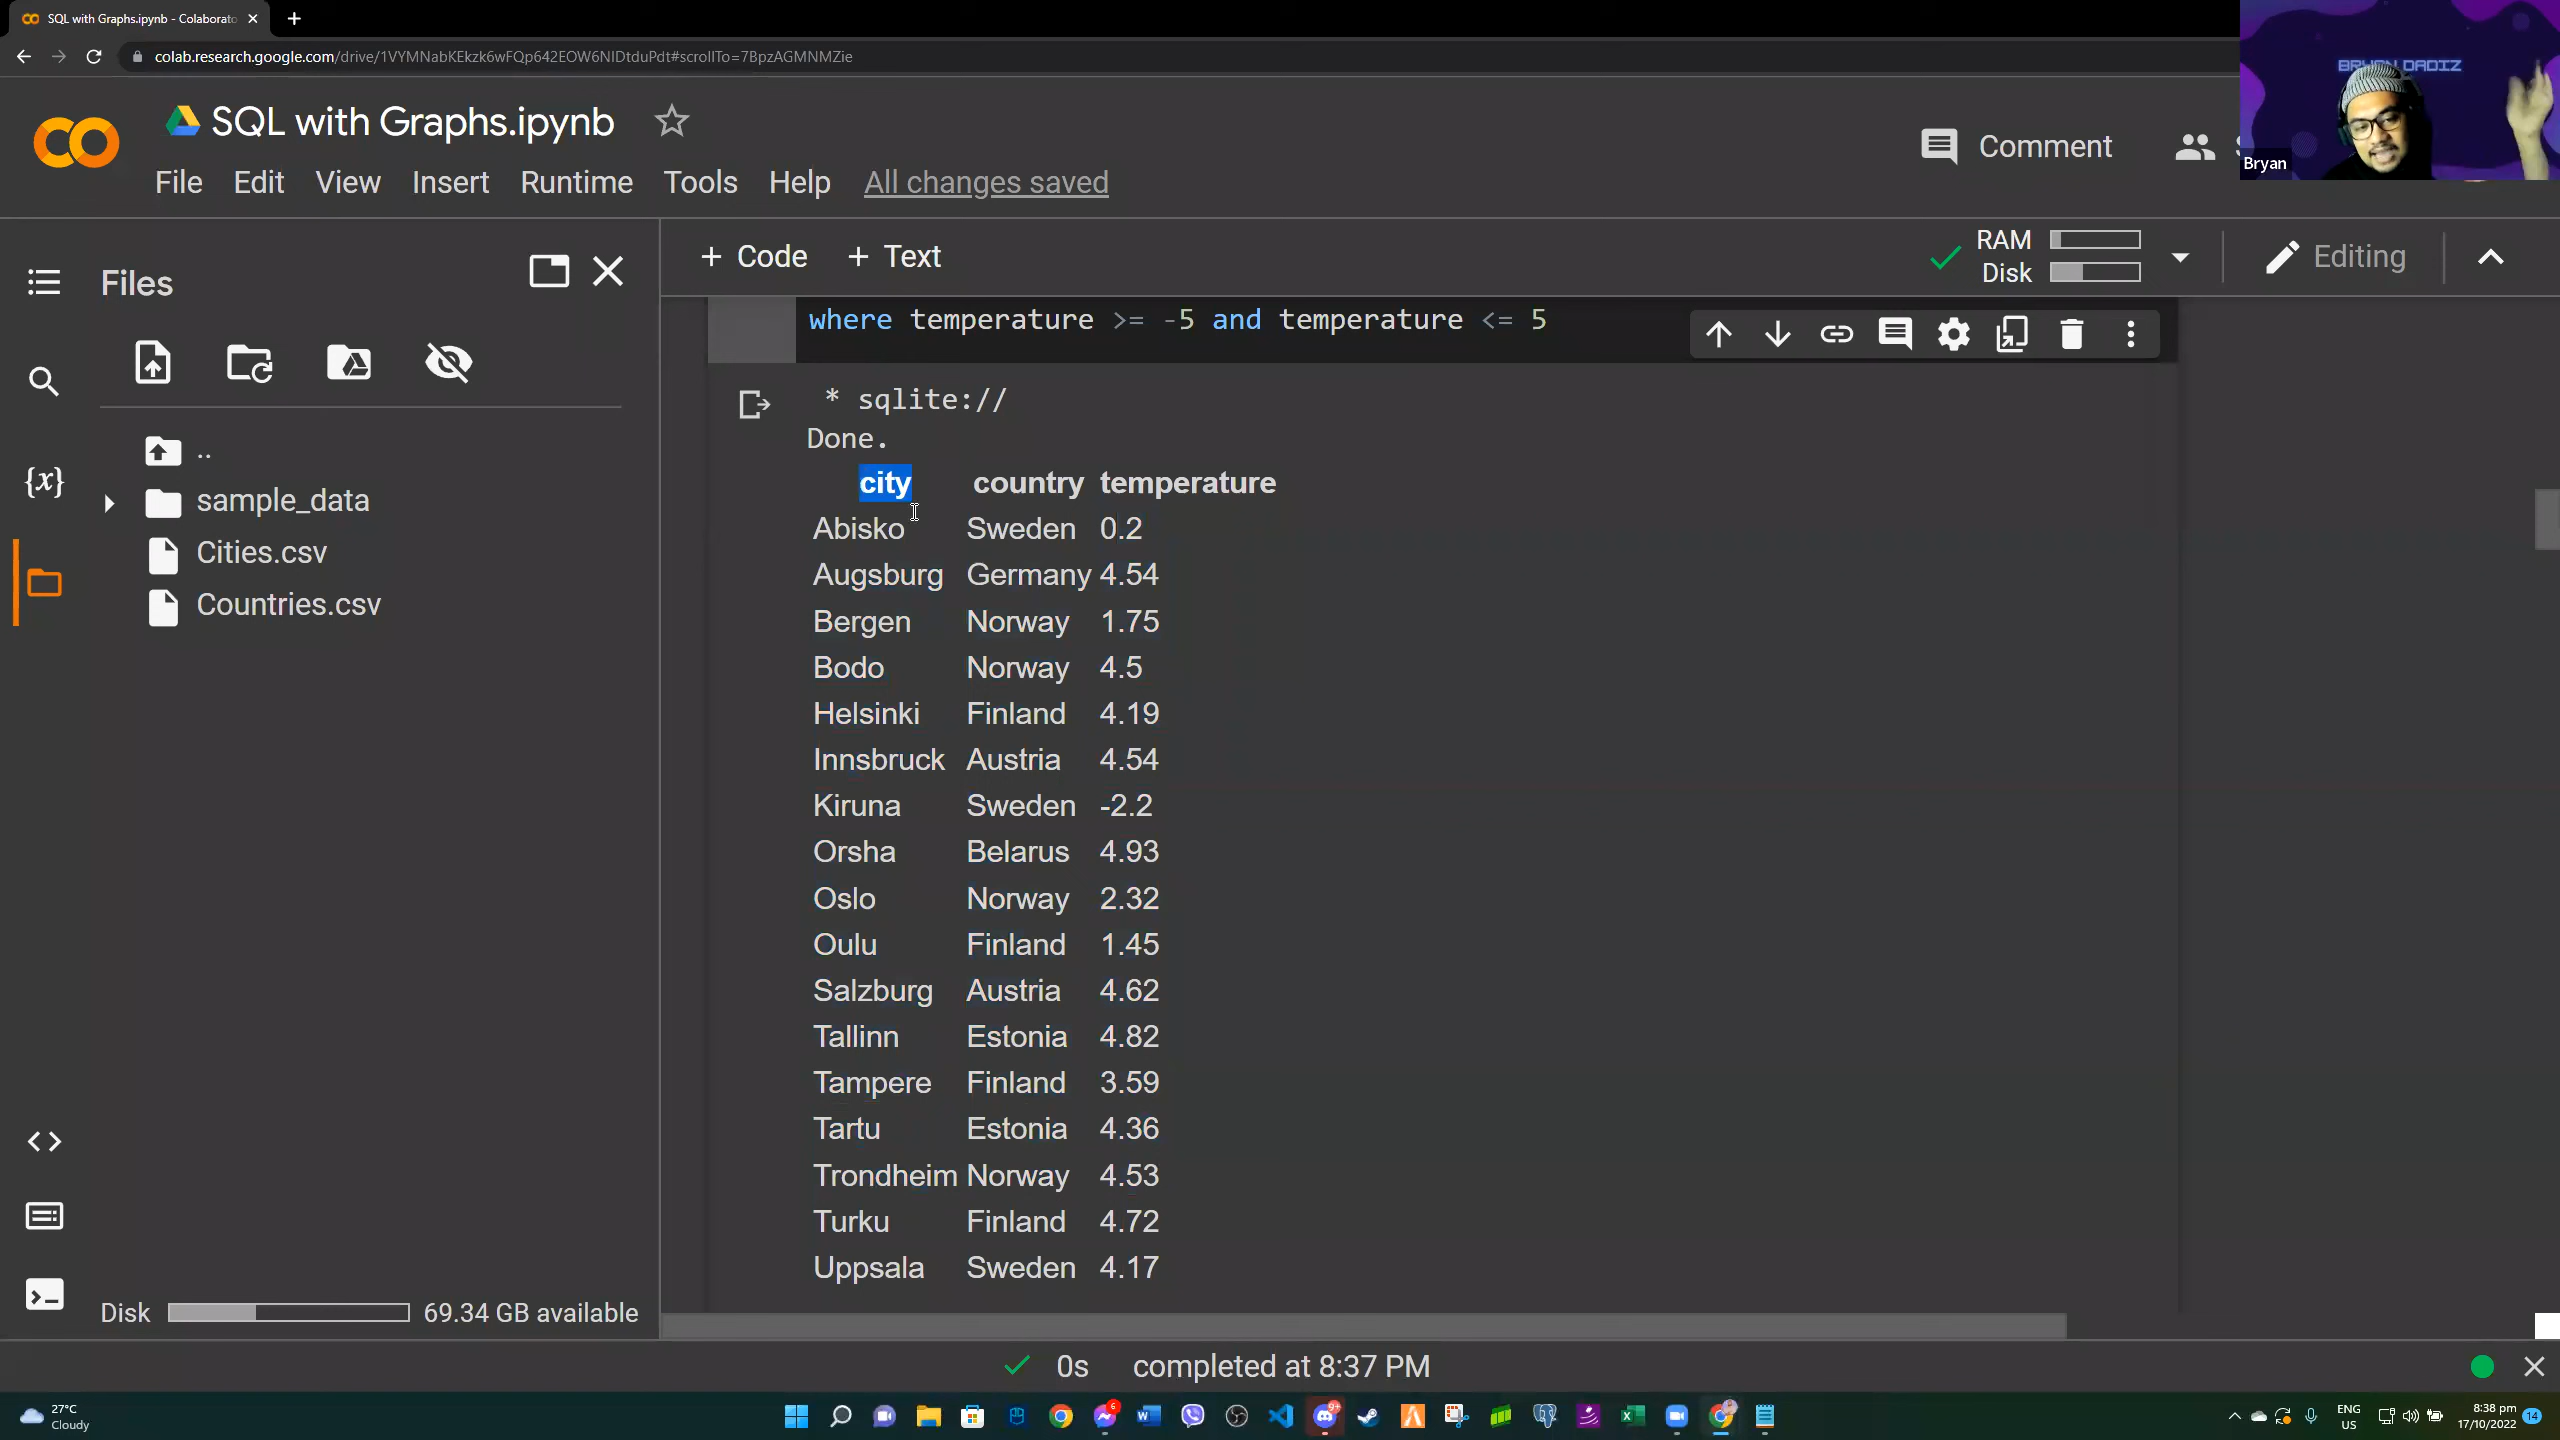 SQL with Graphs.ipynb - Colaborato
colab.research.google.com/drive/1VYMNabKEkzk6wFQp642EOW6NIDtduPdt#scrollTo=7BpzAGMNMZie
BRYAN DADIZ
Bryan
SQL with Graphs.ipynb
Comment
File Edit View Insert Runtime Tools Help All changes saved
Files
+ Code + Text
RAM
Disk
Editing
where temperature >= -5 and temperature <= 5
* sqlite://
Done.
..
sample_data
Cities.csv
Countries.csv
{x}
city country temperature
Abisko Sweden 0.2
Augsburg Germany 4.54
Bergen Norway 1.75
Bodo Norway 4.5
Helsinki Finland 4.19
Innsbruck Austria 4.54
Kiruna Sweden -2.2
Orsha Belarus 4.93
Oslo Norway 2.32
Oulu Finland 1.45
Salzburg Austria 4.62
Tallinn Estonia 4.82
Tampere Finland 3.59
Tartu Estonia 4.36
Trondheim Norway 4.53
Turku Finland 4.72
Uppsala Sweden 4.17
Disk 69.34 GB available
0s completed at 8:37 PM
27°C
Cloudy
6
9+
ENG
US
8:38 pm
17/10/2022
14